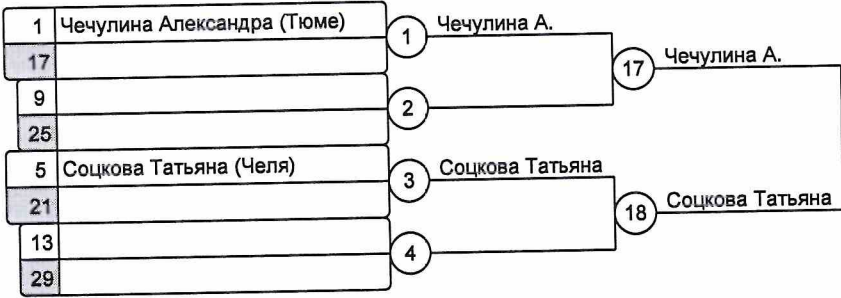 1 Чечулина Александра (Тюме) 1 Чечулина А.
17
17 Чечулина А.
9
2
25
5 Соцкова Татьяна (Челя) 3 Соцкова Татьяна
21
18 Соцкова Татьяна
13
4
29